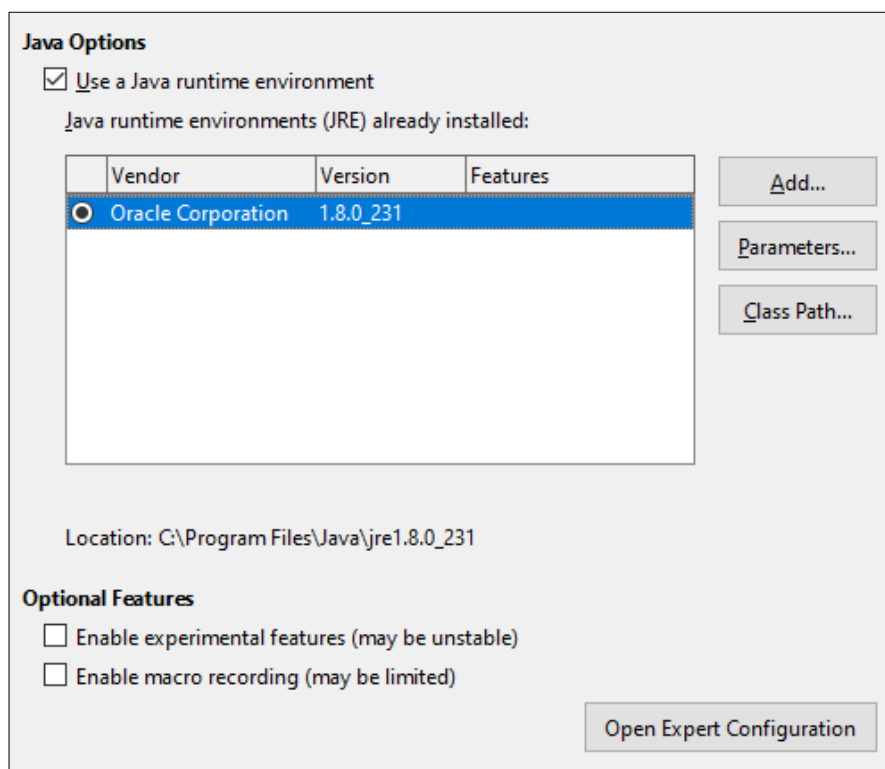 Java Options
Use a Java runtime environment
Java runtime environments (JRE) already installed:
Vendor Version Features
Add...
Oracle Corporation 1.8.0_231
Parameters...
Class Path...
Location: C:\Program Files\Java\jre1.8.0_231
Optional Features
Enable experimental features (may be unstable)
Enable macro recording (may be limited)
Open Expert Configuration